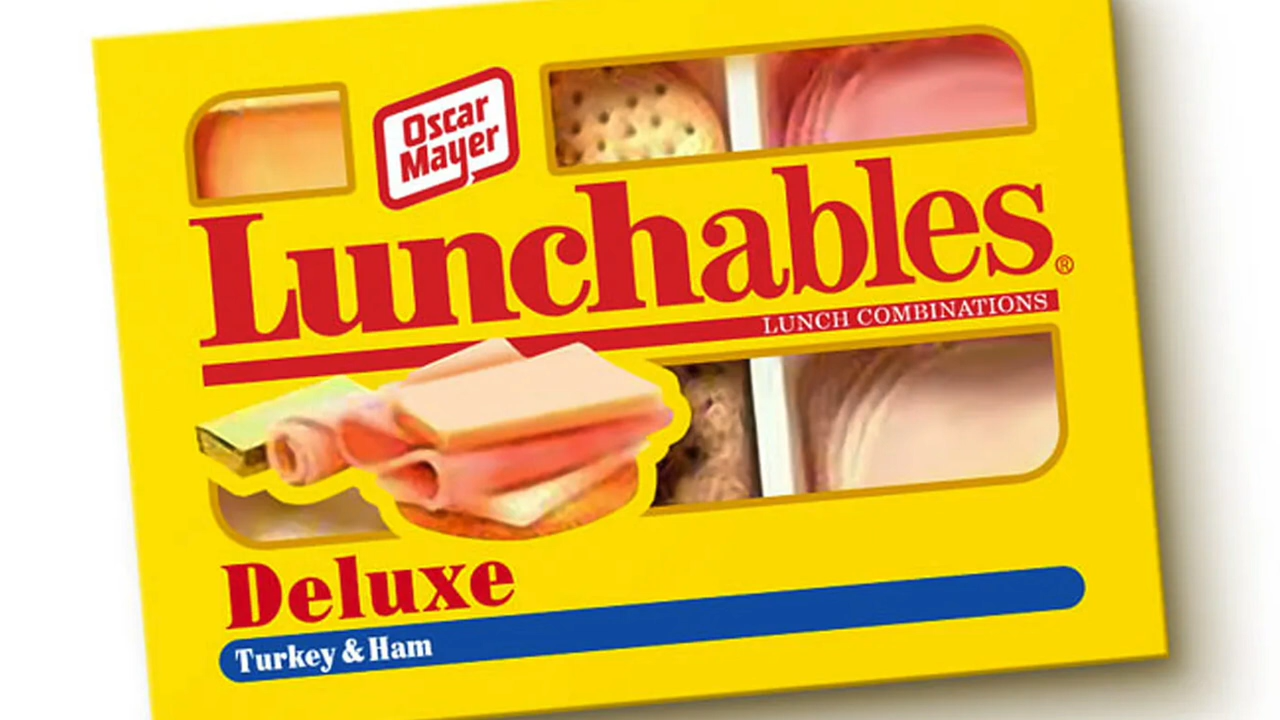 Oscar
Mayer
Lunchables®
LUNCH COMBINATIONS
Deluxe
Turkey & Ham